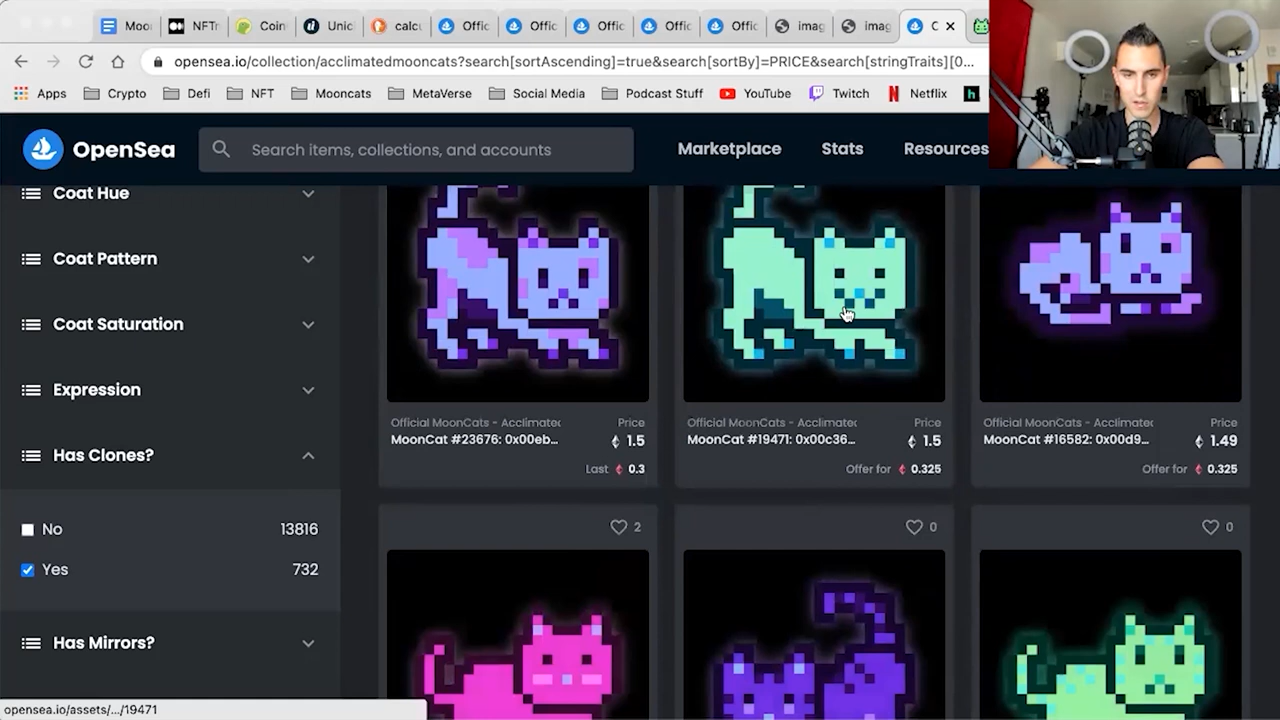 Moor
NFTr
Coin
Unic
calcu
Offic
Offic
Offic
Offic
Offic
imag
imag
opensea.io/collection/acclimatedmooncats?search[sortAscending]=true&search[sortBy]=PRICE&search[stringTraits][0...
Apps Crypto Defi NFT Mooncats MetaVerse Social Media Podcast Stuff YouTube Twitch Netflix h
OpenSea Search items, collections, and accounts Marketplace Stats Resources
Coat Hue
Coat Pattern
Coat Saturation
Expression
Has Clones?
No 13816
Yes 732
Has Mirrors?
Official MoonCats - Acclimated Price
MoonCat #23676: 0x00eb... 1.5
Last 0.3
Official MoonCats - Acclimated Price
MoonCat #19471: 0x00c36... 1.5
Offer for 0.325
Official MoonCats - Acclimated Price
MoonCat #16582: 0x00d9... 1.49
Offer for 0.325
2
0
0
opensea.io/assets/.../19471